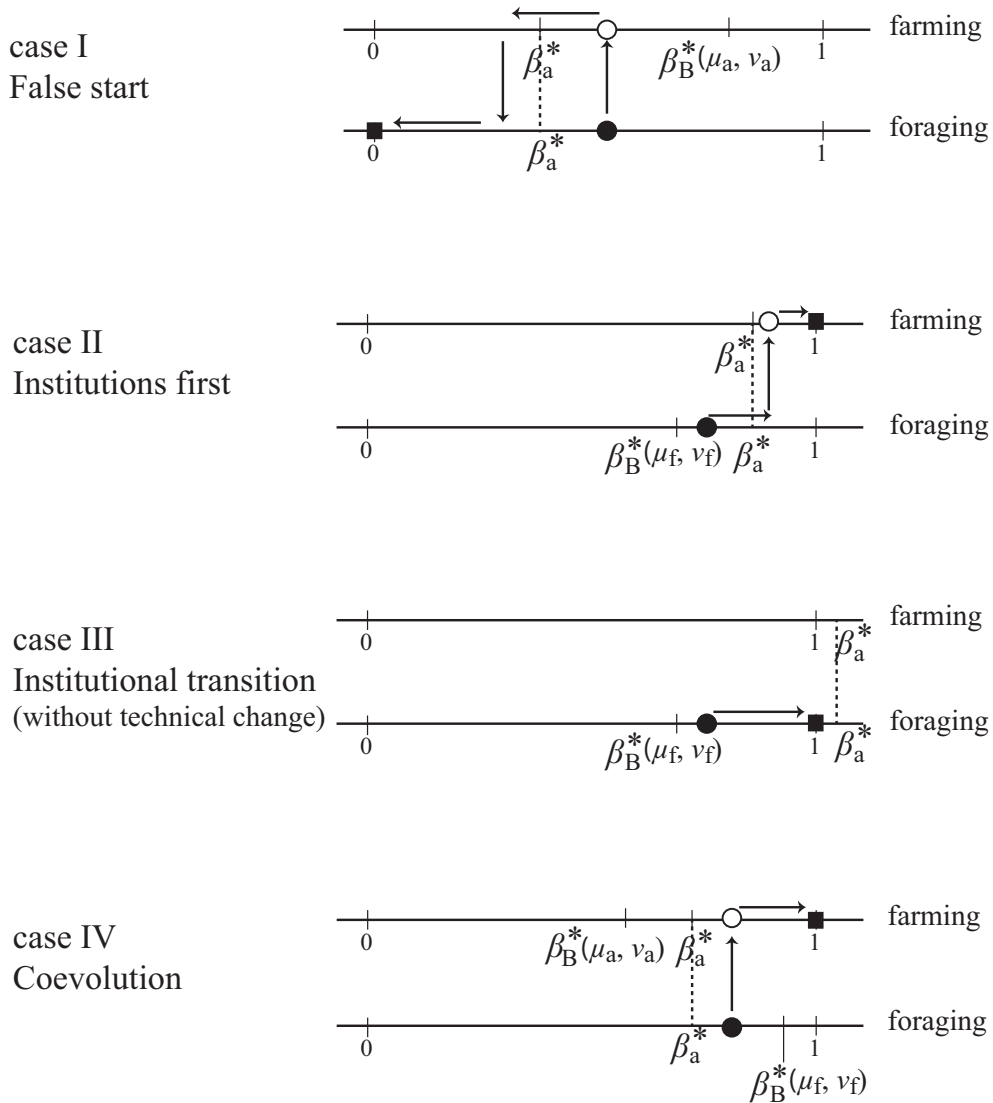 case I
False start
0
β*a
β*B(μa, νa)
1
farming
0
β*a
1
foraging
case II
Institutions first
0
β*a
1
farming
0
β*B(μf, νf)
β*a
1
foraging
case III
Institutional transition
(without technical change)
0
1
β*a
farming
0
β*B(μf, νf)
1
β*a
foraging
case IV
Coevolution
0
β*B(μa, νa)
β*a
1
farming
0
β*a
1
foraging
β*B(μf, νf)